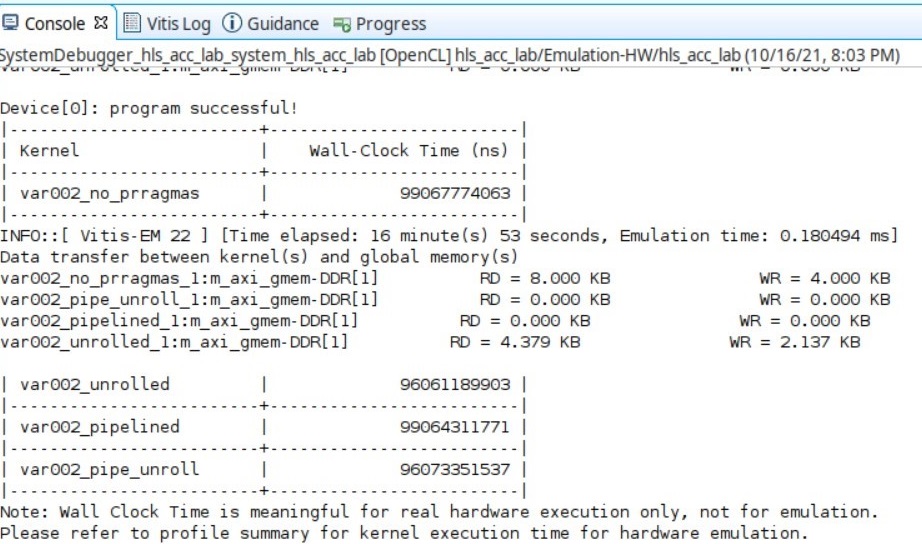 Console Vitis Log Guidance Progress
SystemDebugger_hls_acc_lab_system_hls_acc_lab [OpenCL] hls_acc_lab/Emulation-HW/hls_acc_lab (10/16/21, 8:03 PM)
Device[0]: program successful!
|--------------------------+-------------------------|
| Kernel | Wall-Clock Time (ns) |
|--------------------------+-------------------------|
| var002_no_prragmas | 99067774063 |
|--------------------------+-------------------------|
INFO::[ Vitis-EM 22 ] [Time elapsed: 16 minute(s) 53 seconds, Emulation time: 0.180494 ms]
Data transfer between kernel(s) and global memory(s)
var002_no_prragmas_1:m_axi_gmem-DDR[1] RD = 8.000 KB WR = 4.000 KB
var002_pipe_unroll_1:m_axi_gmem-DDR[1] RD = 0.000 KB WR = 0.000 KB
var002_pipelined_1:m_axi_gmem-DDR[1] RD = 0.000 KB WR = 0.000 KB
var002_unrolled_1:m_axi_gmem-DDR[1] RD = 4.379 KB WR = 2.137 KB
| var002_unrolled | 96061189903 |
|--------------------------+-------------------------|
| var002_pipelined | 99064311771 |
|--------------------------+-------------------------|
| var002_pipe_unroll | 96073351537 |
|--------------------------+-------------------------|
Note: Wall Clock Time is meaningful for real hardware execution only, not for emulation.
Please refer to profile summary for kernel execution time for hardware emulation.